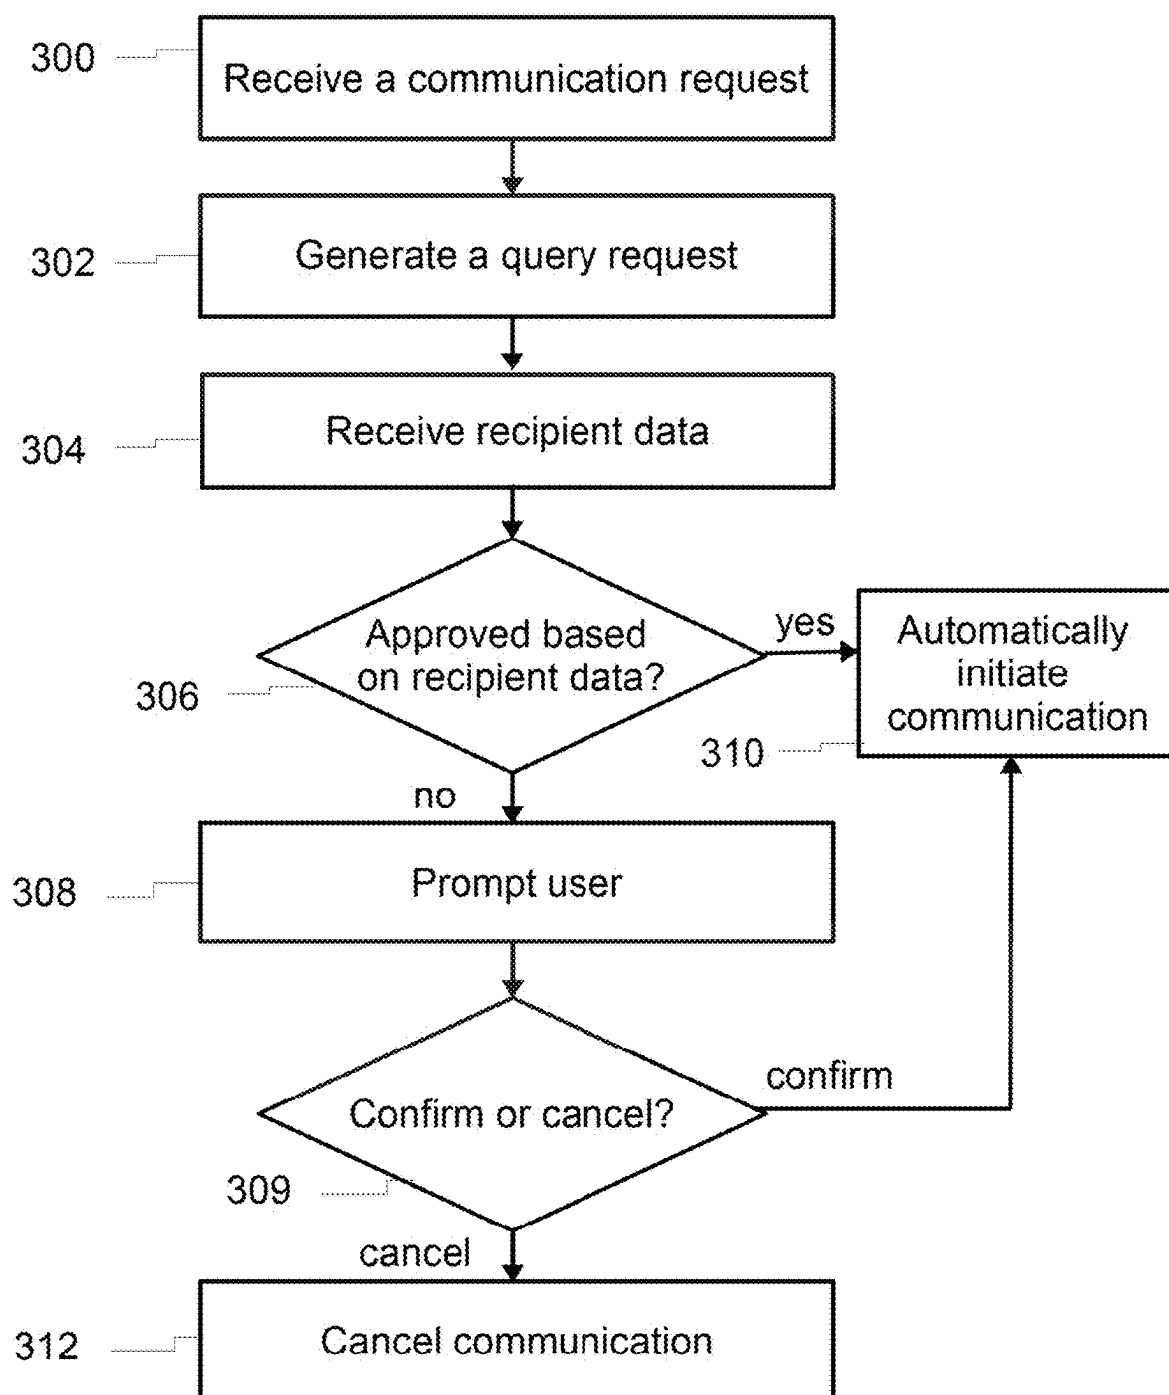 300
Receive a communication request
302
Generate a query request
304
Receive recipient data
306
Approved based
on recipient data?
yes
310
Automatically
initiate
communication
no
308
Prompt user
309
Confirm or cancel?
confirm
cancel
312
Cancel communication